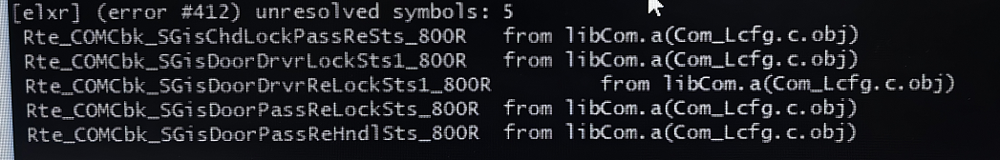 [elxr] (error #412) unresolved symbols: 5
Rte_COMCbk_SGisChdLockPassReSts_800R from libCom.a(Com_Lcfg.c.obj)
Rte_COMCbk_SGisDoorDrvrLockSts1_800R from libCom.a(Com_Lcfg.c.obj)
Rte_COMCbk_SGisDoorDrvrReLockSts1_800R from libCom.a(Com_Lcfg.c.obj)
Rte_COMCbk_SGisDoorPassReLockSts_800R from libCom.a(Com_Lcfg.c.obj)
Rte_COMCbk_SGisDoorPassReHndlSts_800R from libCom.a(Com_Lcfg.c.obj)